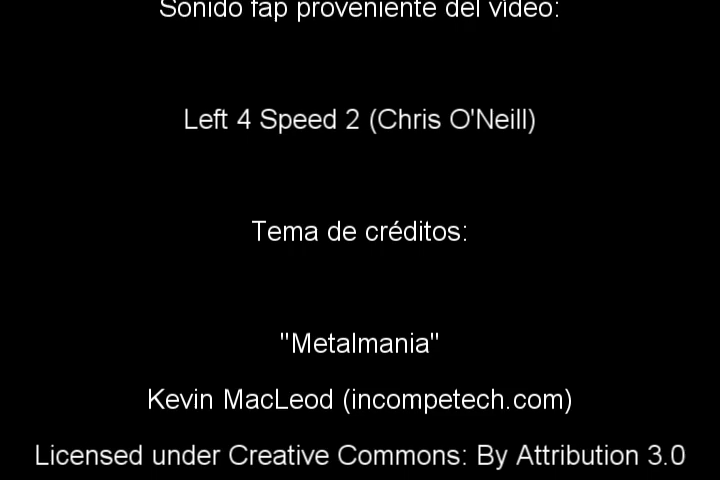 Sonido fap proveniente del video:
Left 4 Speed 2 (Chris O'Neill)
Tema de créditos:
"Metalmania"
Kevin MacLeod (incompetech.com)
Licensed under Creative Commons: By Attribution 3.0